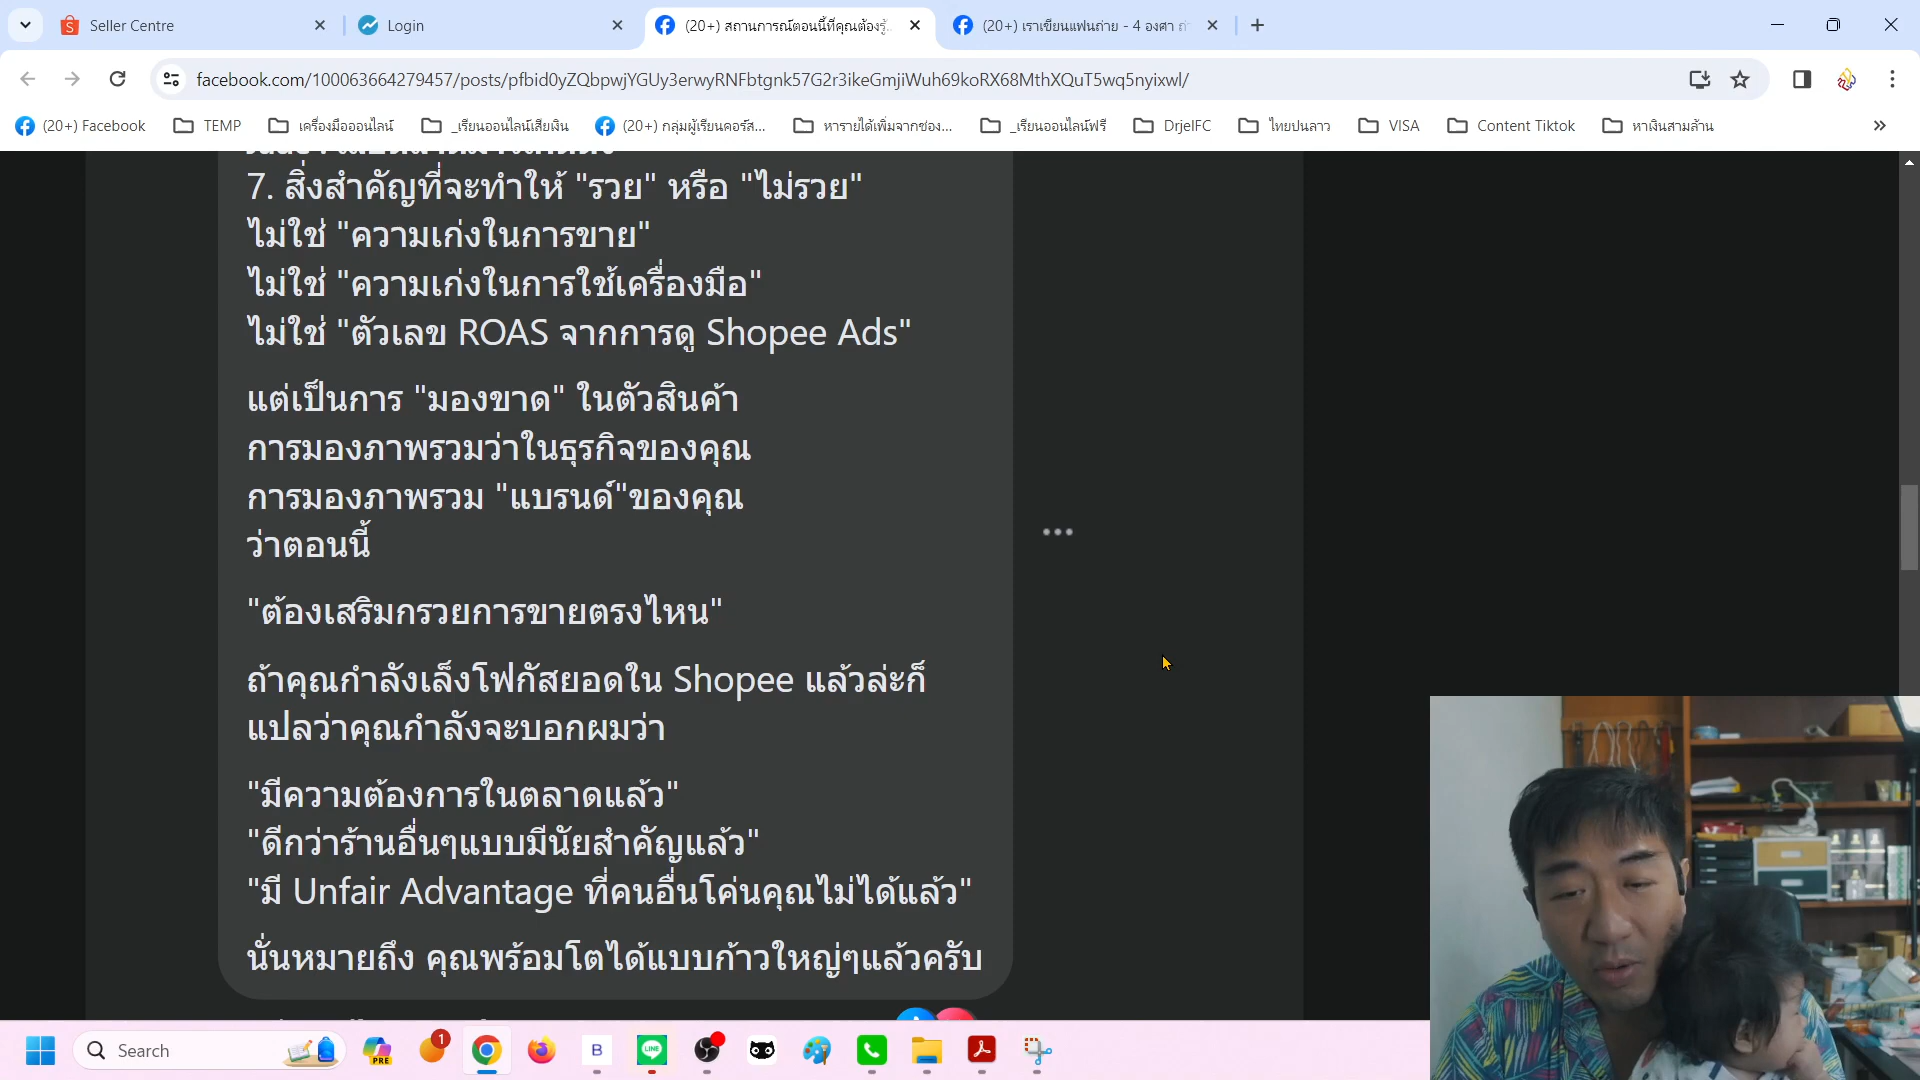 Seller Centre
Login
(20+) สถานการณ์ตอนนี้ที่คุณต้องรู้
(20+) เราเขียนแฟนถ่าย - 4 องศา
facebook.com/100063664279457/posts/pfbid0yZQbpwjYGUy3erwyRNFbtgnk57G2r3ikeGmjiWuh69koRX68MthXQuT5wq5nyixwl/
(20+) Facebook
TEMP
เครื่องมือออนไลน์
_เรียนออนไลน์เสียเงิน
(20+) กลุ่มผู้เรียนคอร์ส...
หารายได้เพิ่มจากช่อง...
_เรียนออนไลน์ฟรี
DrjeIFC
ไทยปนลาว
VISA
Content Tiktok
หาเงินสามล้าน
7. สิ่งสำคัญที่จะทำให้ "รวย" หรือ "ไม่รวย"
ไม่ใช่ "ความเก่งในการขาย"
ไม่ใช่ "ความเก่งในการใช้เครื่องมือ"
ไม่ใช่ "ตัวเลข ROAS จากการดู Shopee Ads"
แต่เป็นการ "มองขาด" ในตัวสินค้า
การมองภาพรวมว่าในธุรกิจของคุณ
การมองภาพรวม "แบรนด์"ของคุณ
ว่าตอนนี้
"ต้องเสริมกรวยการขายตรงไหน"
ถ้าคุณกำลังเล็งโฟกัสยอดใน Shopee แล้วล่ะก็
แปลว่าคุณกำลังจะบอกผมว่า
"มีความต้องการในตลาดแล้ว"
"ดีกว่าร้านอื่นๆแบบมีนัยสำคัญแล้ว"
"มี Unfair Advantage ที่คนอื่นโค่นคุณไม่ได้แล้ว"
นั่นหมายถึง คุณพร้อมโตได้แบบก้าวใหญ่ๆแล้วครับ
Search
PRE
1
B
LINE